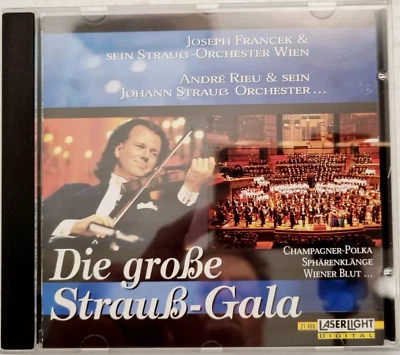 JOSEPH FRANCEK &
SEIN STRAUß-ORCHESTER WIEN
ANDRÉ RIEU & SEIN
JOHANN STRAUß ORCHESTER ...
CHAMPAGNER-POLKA
SPHÄRENKLÄNGE
WIENER BLUT ...
Die große
Strauß-Gala
LASERLIGHT
DIGITAL